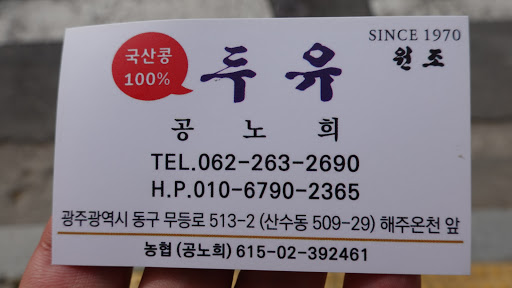 SINCE 1970
원조
국산콩
100%
두유
공노희
TEL.062-263-2690
H.P.010-6790-2365
광주광역시 동구 무등로 513-2 (산수동 509-29) 해주온천 앞
농협 (공노희) 615-02-392461